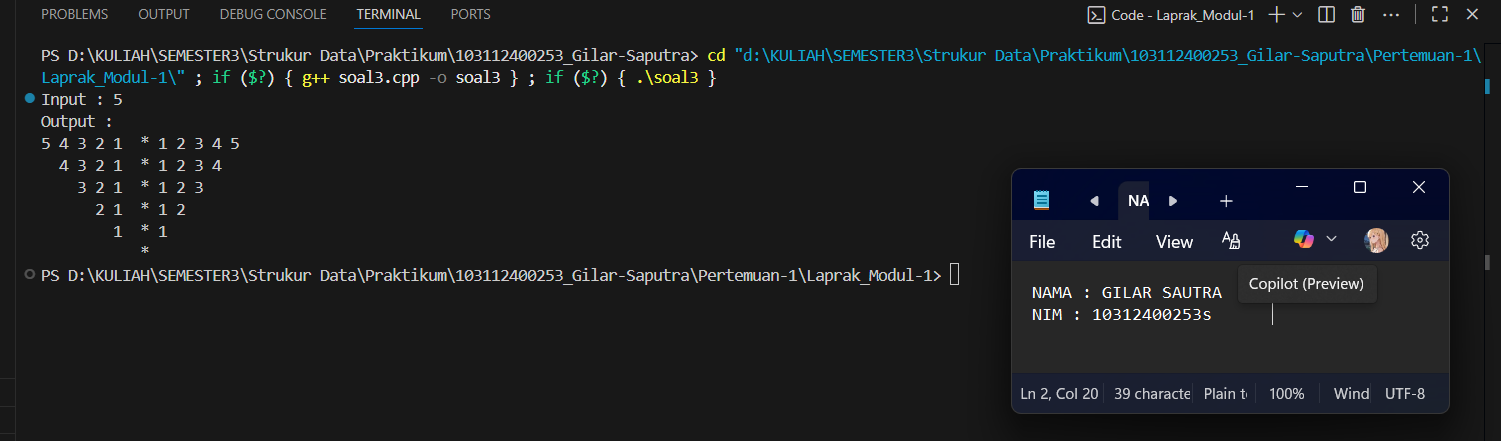 PROBLEMS OUTPUT DEBUG CONSOLE TERMINAL PORTS Code - Laprak_Modul-1
PS D:\KULIAH\SEMESTER3\Strukur Data\Praktikum\103112400253_Gilar-Saputra> cd "d:\KULIAH\SEMESTER3\Strukur Data\Praktikum\103112400253_Gilar-Saputra\Pertemuan-1\
Laprak_Modul-1\" ; if ($?) { g++ soal3.cpp -o soal3 } ; if ($?) { .\soal3 }
Input : 5
Output :
5 4 3 2 1  * 1 2 3 4 5
  4 3 2 1  * 1 2 3 4
    3 2 1  * 1 2 3
      2 1  * 1 2
        1  * 1
           *
PS D:\KULIAH\SEMESTER3\Strukur Data\Praktikum\103112400253_Gilar-Saputra\Pertemuan-1\Laprak_Modul-1>
NA
File Edit View
Copilot (Preview)
NAMA : GILAR SAUTRA
NIM : 10312400253s
Ln 2, Col 20 39 characte Plain t 100% Wind UTF-8